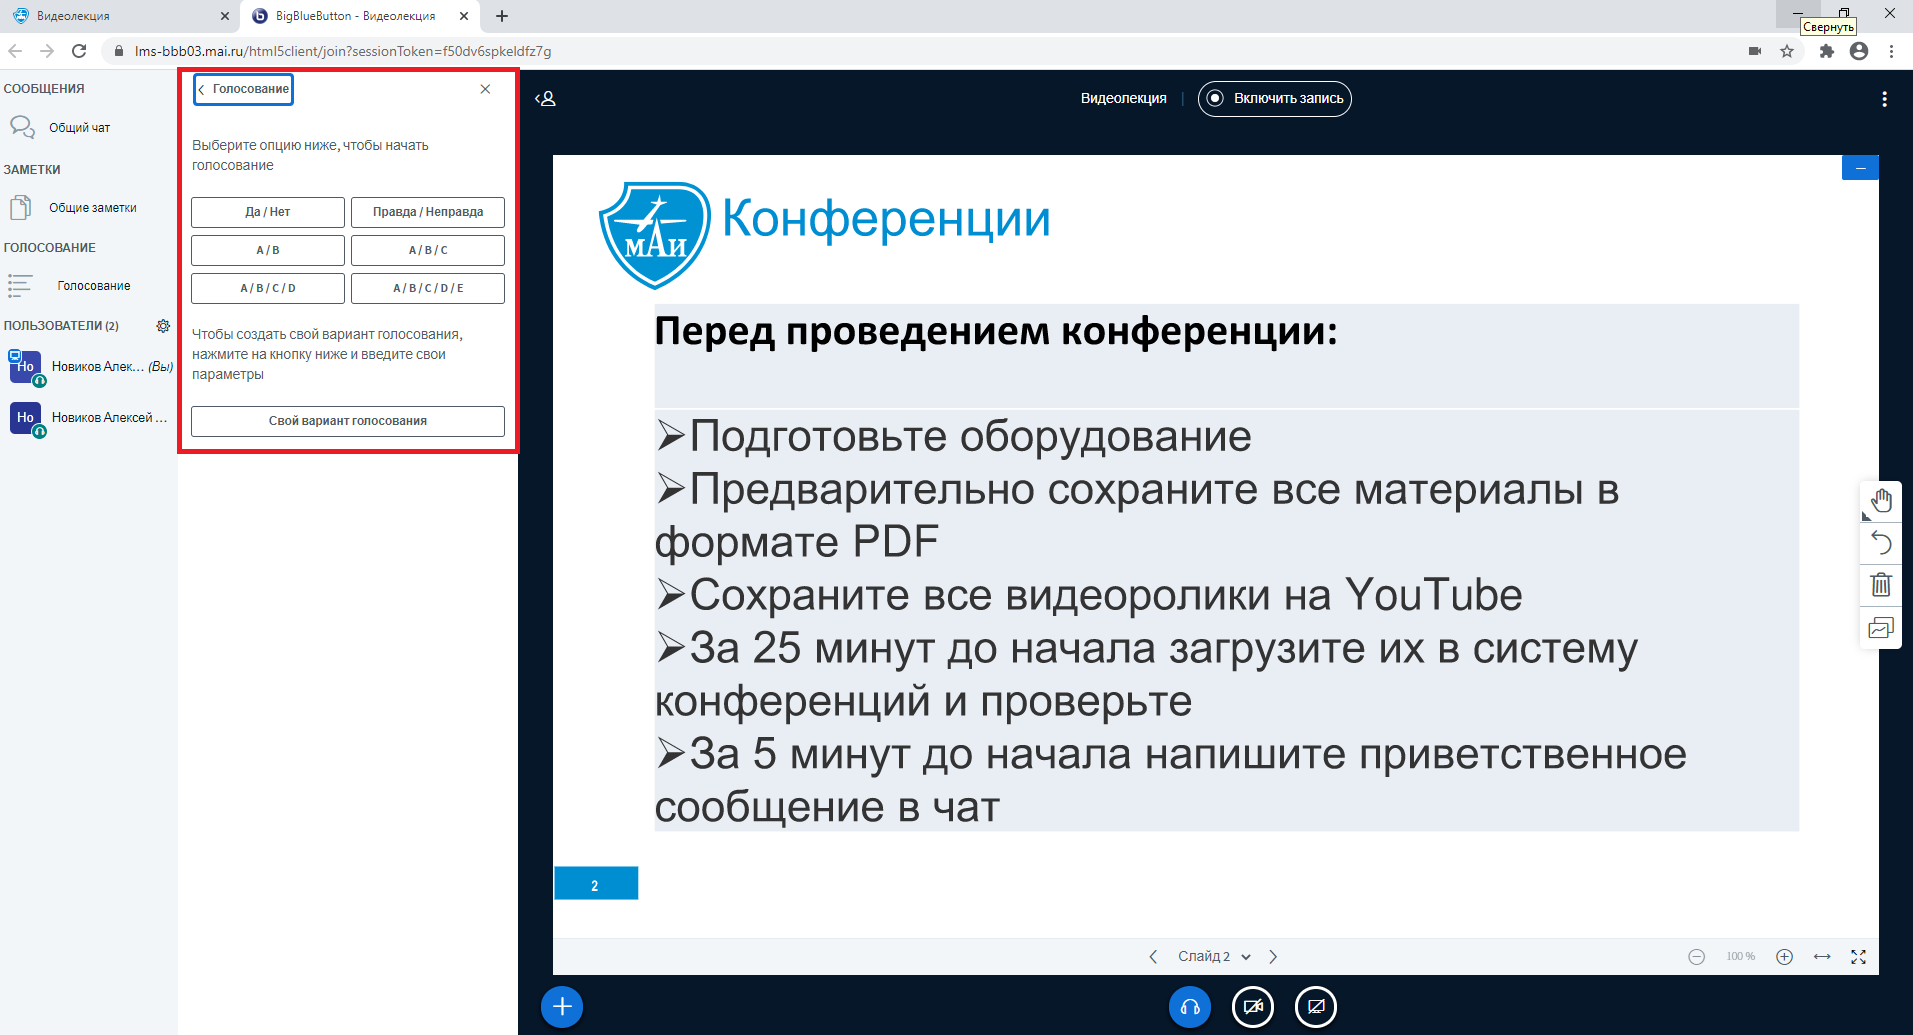 Видеолекция
BigBlueButton - Видеолекция
Свернуть
lms-bbb03.mai.ru/html5client/join?sessionToken=f50dv6spkeldfz7g
СООБЩЕНИЯ
Общий чат
ЗАМЕТКИ
Общие заметки
ГОЛОСОВАНИЕ
Голосование
ПОЛЬЗОВАТЕЛИ (2)
Но
Новиков Алек... (Вы)
Но
Новиков Алексей ...
Голосование
Выберите опцию ниже, чтобы начать
голосование
Да / Нет
Правда / Неправда
A / B
A / B / C
A / B / C / D
A / B / C / D / E
Чтобы создать свой вариант голосования,
нажмите на кнопку ниже и введите свои
параметры
Свой вариант голосования
Видеолекция
Включить запись
МАИ
Конференции
Перед проведением конференции:
➢Подготовьте оборудование
➢Предварительно сохраните все материалы в
формате PDF
➢Сохраните все видеоролики на YouTube
➢За 25 минут до начала загрузите их в систему
конференций и проверьте
➢За 5 минут до начала напишите приветственное
сообщение в чат
2
Слайд 2
100 %